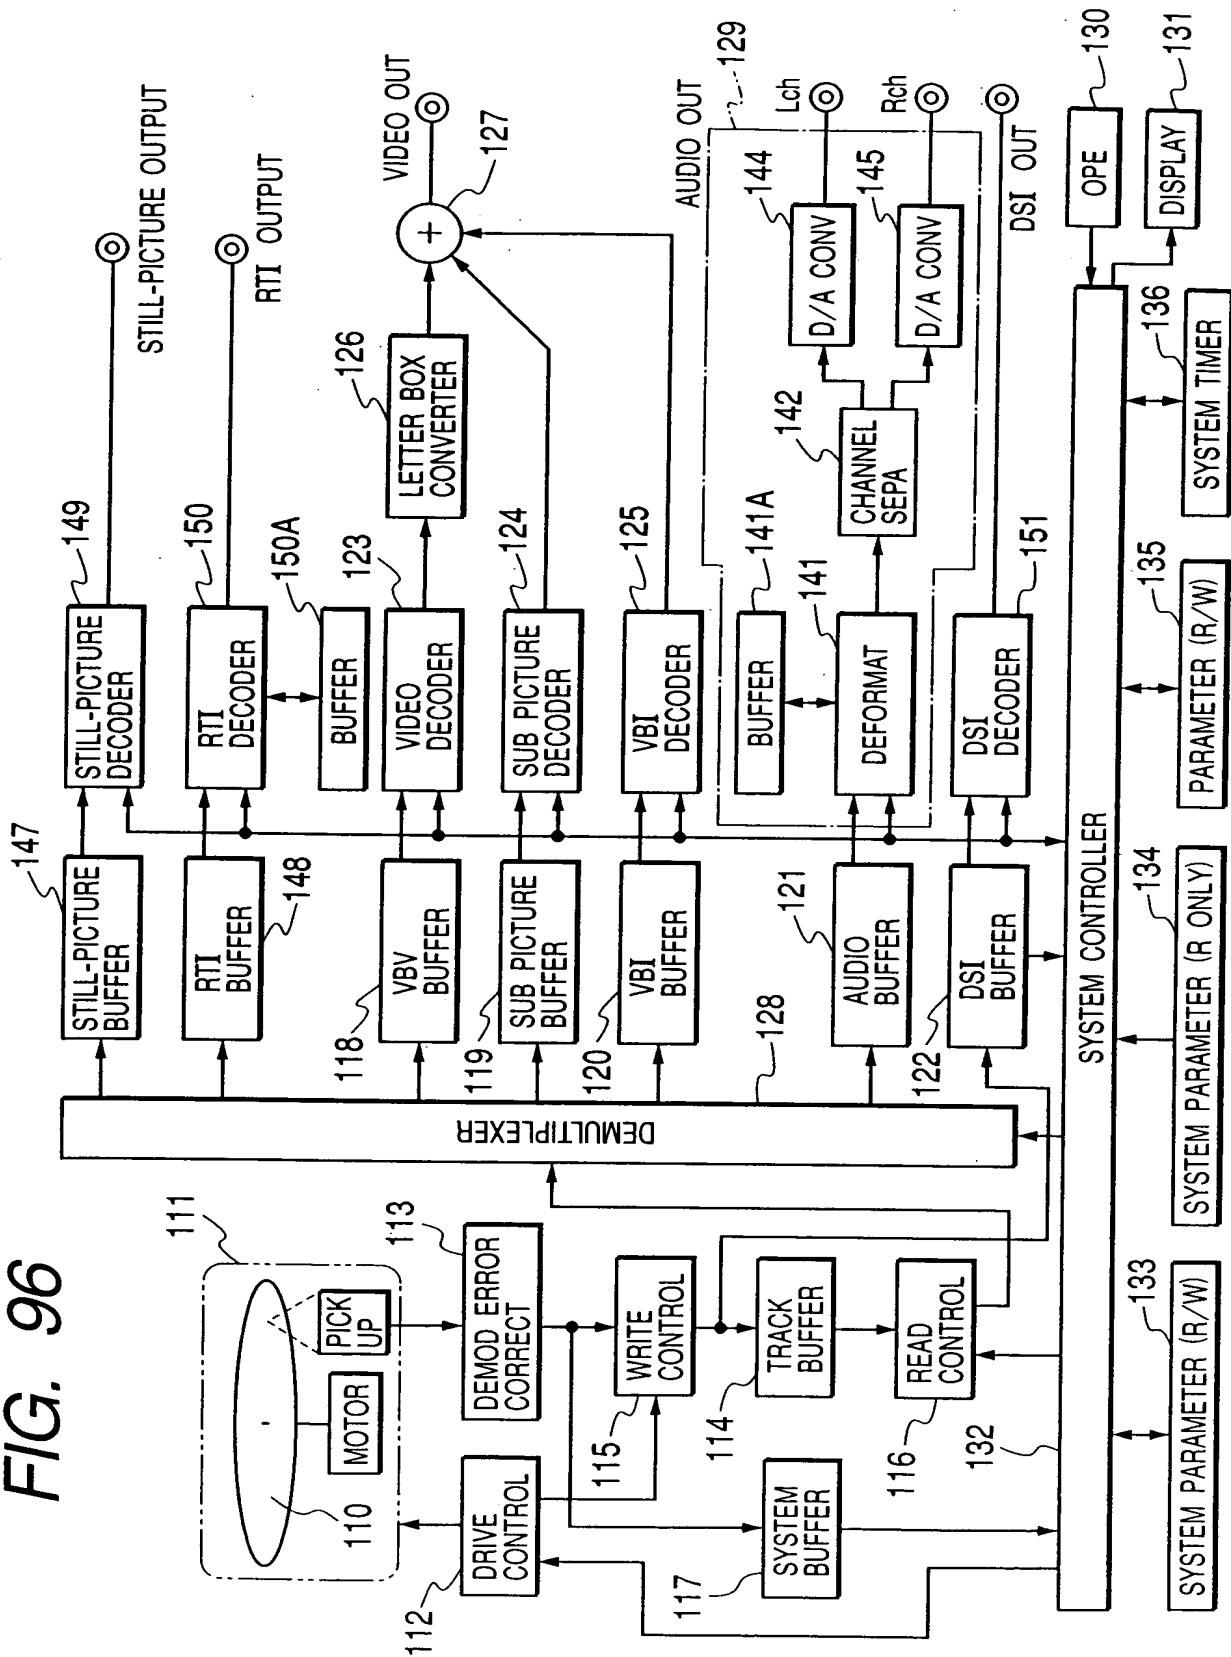 FIG. 96
111
110
MOTOR
PICK
UP
112
DRIVE
CONTROL
113
DEMOD ERROR
CORRECT
115
WRITE
CONTROL
117
SYSTEM
BUFFER
114
TRACK
BUFFER
116
READ
CONTROL
132
DEMULTIPLEXER
128
147
STILL-PICTURE
BUFFER
149
STILL-PICTURE
DECODER
STILL-PICTURE OUTPUT
RTI
BUFFER
148
150
RTI
DECODER
RTI OUTPUT
150A
BUFFER
118
VBV
BUFFER
123
VIDEO
DECODER
126
LETTER BOX
CONVERTER
127
+
VIDEO OUT
119
SUB PICTURE
BUFFER
124
SUB PICTURE
DECODER
120
VBI
BUFFER
125
VBI
DECODER
AUDIO OUT
129
141A
BUFFER
121
AUDIO
BUFFER
141
DEFORMAT
142
CHANNEL
SEPA
144
D/A CONV
Lch
145
D/A CONV
Rch
122
DSI
BUFFER
151
DSI
DECODER
DSI OUT
SYSTEM CONTROLLER
130
OPE
131
DISPLAY
133
SYSTEM PARAMETER (R/W)
134
SYSTEM PARAMETER (R ONLY)
135
PARAMETER (R/W)
136
SYSTEM TIMER